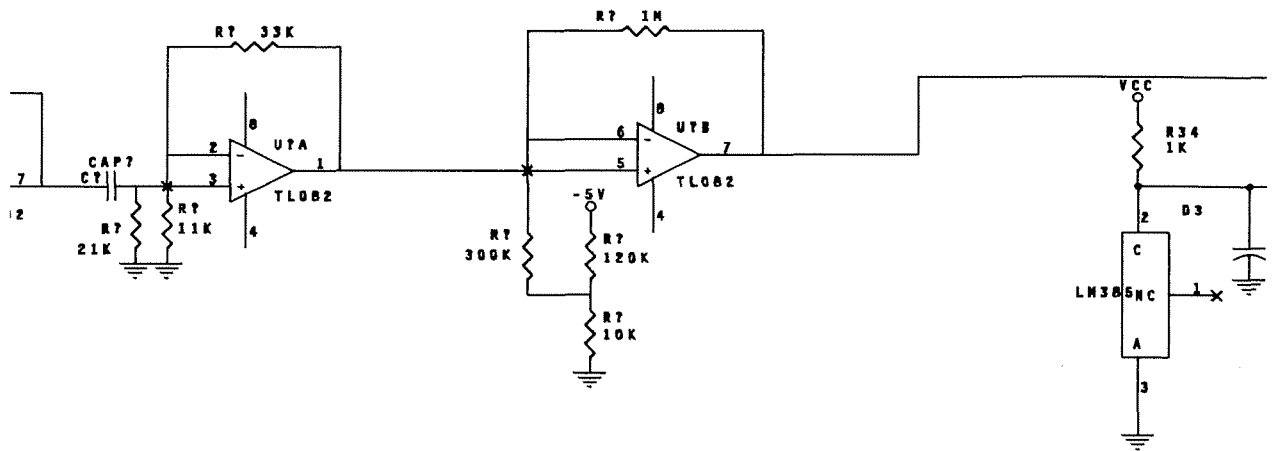 R? 1M
R? 33K
8
U?A
2
-
1
3
+
TL082
4
8
U?B
6
-
7
5
+
TL082
4
CAP?
C?
7
R?
21K
R?
11K
-5V
R?
300K
R?
120K
R?
10K
VCC
R34
1K
2
D3
C
LM385
NC
1
A
3